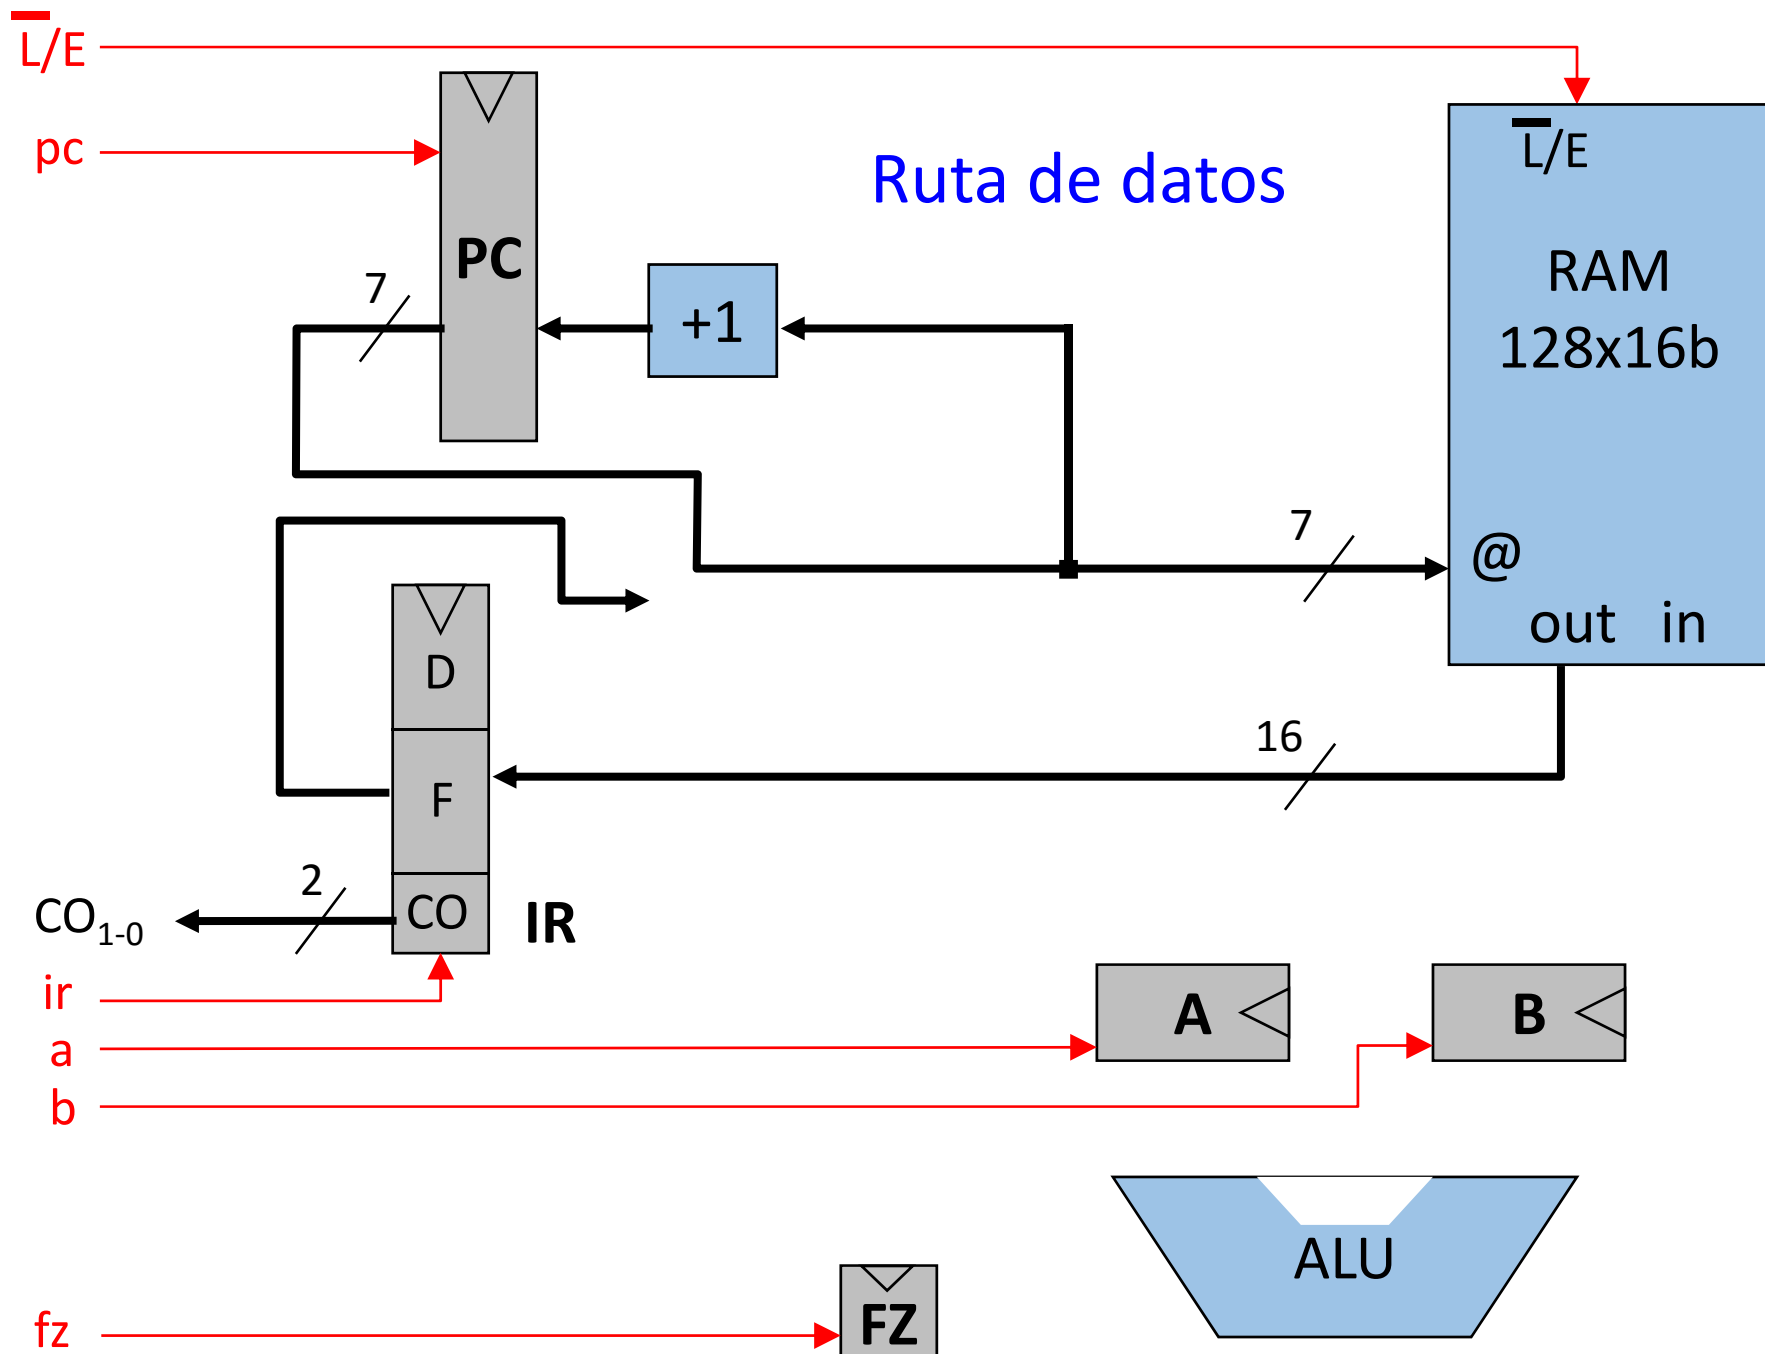 L/E
pc
Ruta de datos
L/E
PC
7
+1
RAM
128x16b
7
@
out in
D
16
F
2
CO₁₋₀
CO
IR
ir
a
A
B
b
ALU
FZ
fz